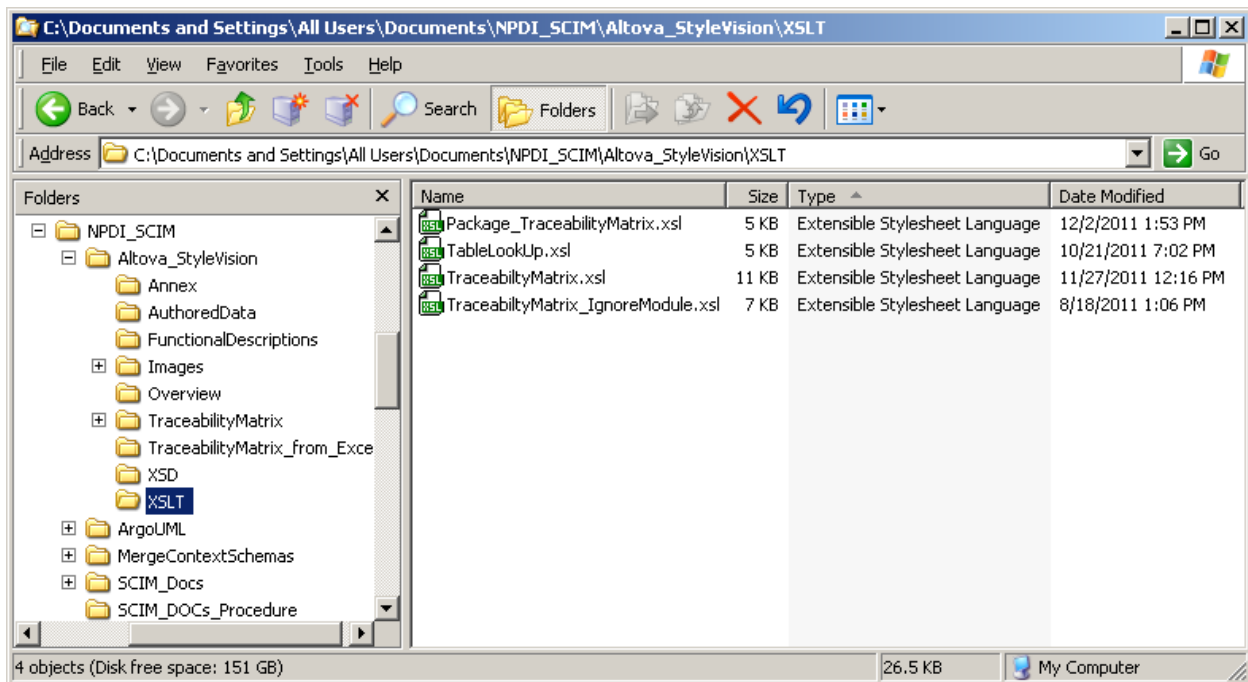 C:\Documents and Settings\All Users\Documents\NPDI_SCIM\Altova_StyleVision\XSLT
File Edit View Favorites Tools Help
Back Search Folders
Address C:\Documents and Settings\All Users\Documents\NPDI_SCIM\Altova_StyleVision\XSLT Go
Folders
NPDI_SCIM
Altova_StyleVision
Annex
AuthoredData
FunctionalDescriptions
Images
Overview
TraceabilityMatrix
TraceabilityMatrix_from_Exce
XSD
XSLT
ArgoUML
MergeContextSchemas
SCIM_Docs
SCIM_DOCs_Procedure
Name Size Type Date Modified
Package_TraceabilityMatrix.xsl 5 KB Extensible Stylesheet Language 12/2/2011 1:53 PM
TableLookUp.xsl 5 KB Extensible Stylesheet Language 10/21/2011 7:02 PM
TraceabiltyMatrix.xsl 11 KB Extensible Stylesheet Language 11/27/2011 12:16 PM
TraceabiltyMatrix_IgnoreModule.xsl 7 KB Extensible Stylesheet Language 8/18/2011 1:06 PM
4 objects (Disk free space: 151 GB) 26.5 KB My Computer